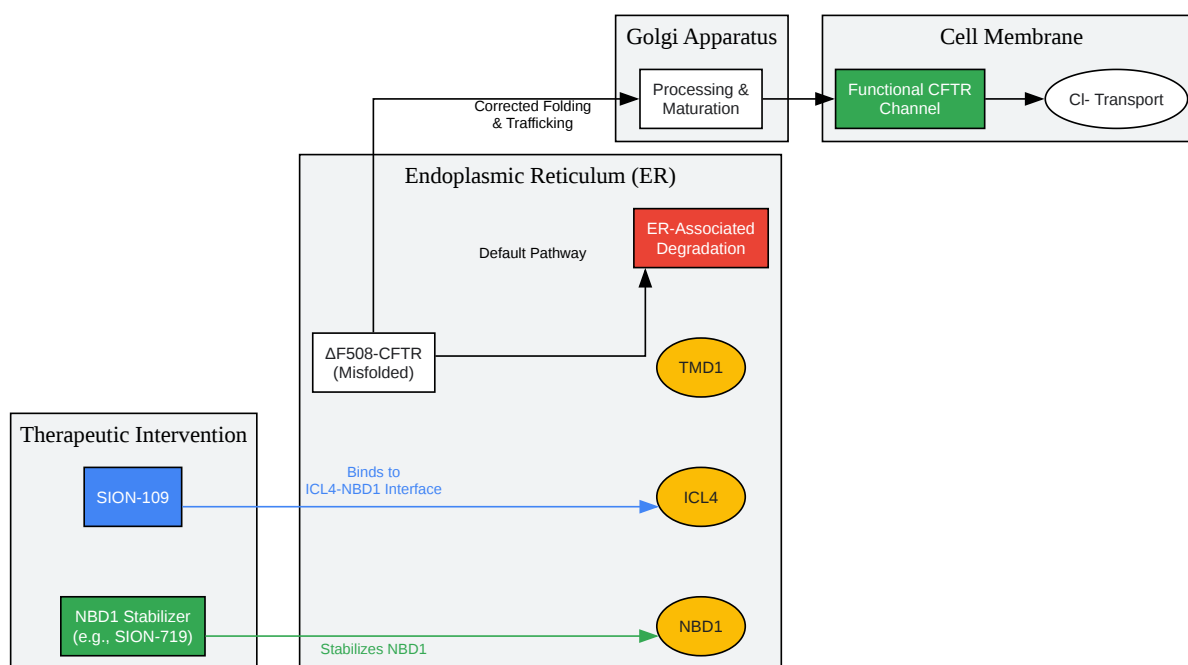 Golgi Apparatus
Cell Membrane
Corrected Folding
& Trafficking
Processing &
Maturation
Functional CFTR
Channel
Cl- Transport
Endoplasmic Reticulum (ER)
Default Pathway
ER-Associated
Degradation
ΔF508-CFTR
(Misfolded)
TMD1
Therapeutic Intervention
SION-109
Binds to
ICL4-NBD1 Interface
ICL4
NBD1 Stabilizer
(e.g., SION-719)
Stabilizes NBD1
NBD1